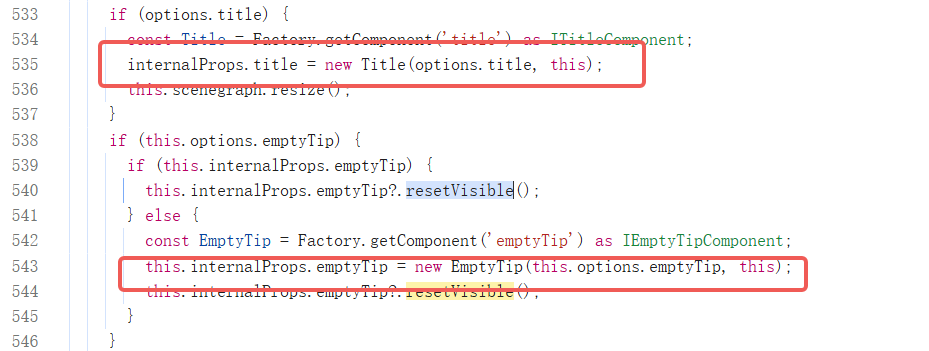 533 if (options.title) {
534 const Title = Factory.getComponent('title') as ITitleComponent;
535 internalProps.title = new Title(options.title, this);
536 this.scenegraph.resize();
537 }
538 if (this.options.emptyTip) {
539 if (this.internalProps.emptyTip) {
540 this.internalProps.emptyTip?.resetVisible();
541 } else {
542 const EmptyTip = Factory.getComponent('emptyTip') as IEmptyTipComponent;
543 this.internalProps.emptyTip = new EmptyTip(this.options.emptyTip, this);
544 this.internalProps.emptyTip?.resetVisible();
545 }
546 }